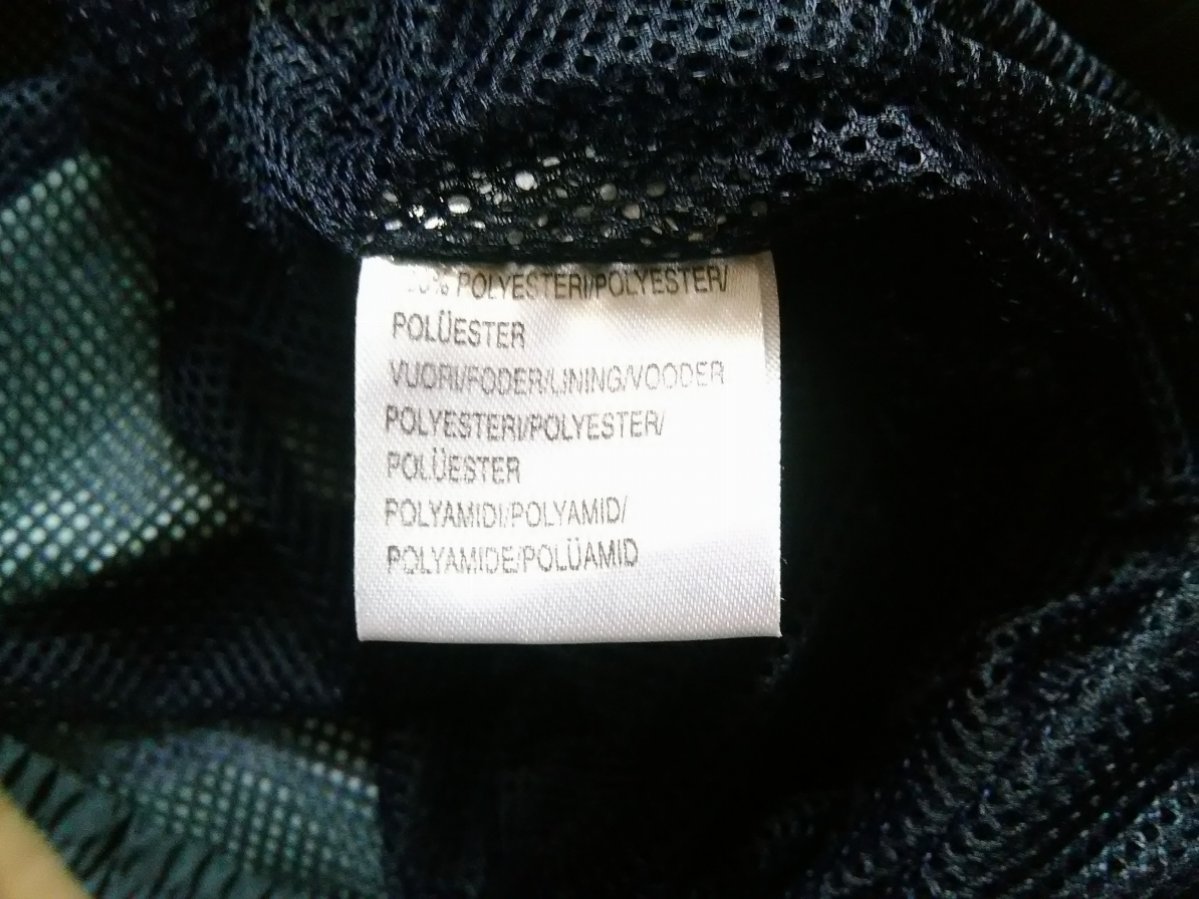 POLYESTERI/POLYESTER/
POLÜESTER
VUORI/FODER/LINING/VOODER
POLYESTERI/POLYESTER/
POLÜESTER
POLYAMIDI/POLYAMID/
POLYAMIDE/POLÜAMID